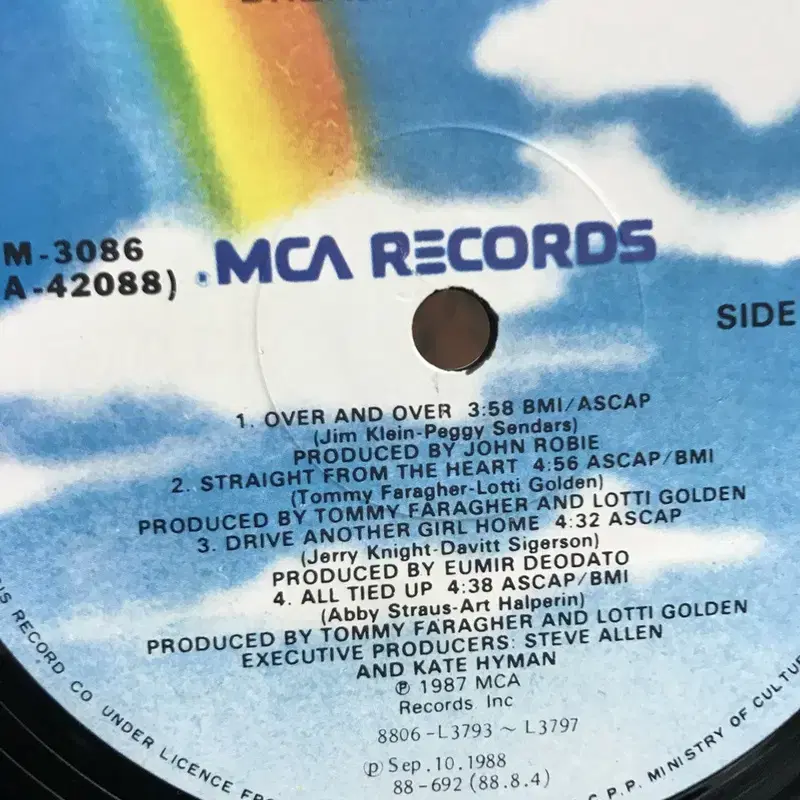 M-3086
A-42088)
MCA RECORDS
SIDE
1. OVER AND OVER 3:58 BMI/ASCAP
(Jim Klein-Peggy Sendars)
PRODUCED BY JOHN ROBIE
2. STRAIGHT FROM THE HEART 4:56 ASCAP/BMI
(Tommy Faragher-Lotti Golden)
PRODUCED BY TOMMY FARAGHER AND LOTTI GOLDEN
3. DRIVE ANOTHER GIRL HOME 4:32 ASCAP
(Jerry Knight-Davitt Sigerson)
PRODUCED BY EUMIR DEODATO
4. ALL TIED UP 4:38 ASCAP/BMI
(Abby Straus-Art Halperin)
PRODUCED BY TOMMY FARAGHER AND LOTTI GOLDEN
EXECUTIVE PRODUCERS: STEVE ALLEN
AND KATE HYMAN
℗ 1987 MCA
Records. Inc
8806-L3793 ~ L3797
℗ Sep.10.1988
88-692 (88.8.4)
RECORD CO UNDER LICENCE
P.P. MINISTRY OF